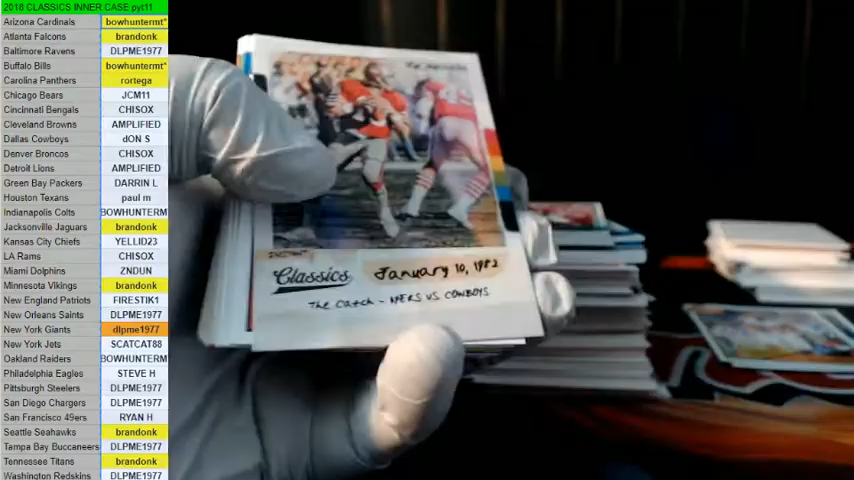 2018 CLASSICS INNER CASE pyt11
Arizona Cardinals bowhuntermt*
Atlanta Falcons brandonk
Baltimore Ravens DLPME1977
Buffalo Bills bowhuntermt*
Carolina Panthers rortega
Chicago Bears JCM11
Cincinnati Bengals CHISOX
Cleveland Browns AMPLIFIED
Dallas Cowboys dON S
Denver Broncos CHISOX
Detroit Lions AMPLIFIED
Green Bay Packers DARRIN L
Houston Texans paul m
Indianapolis Colts BOWHUNTERM
Jacksonville Jaguars brandonk
Kansas City Chiefs YELLID23
LA Rams CHISOX
Miami Dolphins ZNDUN
Minnesota Vikings brandonk
New England Patriots FIRESTIK1
New Orleans Saints DLPME1977
New York Giants dlpme1977
New York Jets SCATCAT88
Oakland Raiders BOWHUNTERM
Philadelphia Eagles STEVE H
Pittsburgh Steelers DLPME1977
San Diego Chargers DLPME1977
San Francisco 49ers RYAN H
Seattle Seahawks brandonk
Tampa Bay Buccaneers DLPME1977
Tennessee Titans brandonk
Washington Redskins DLPME1977
INSTANT
Classics
January 10, 1982
The Catch - 49ERS VS. COWBOYS